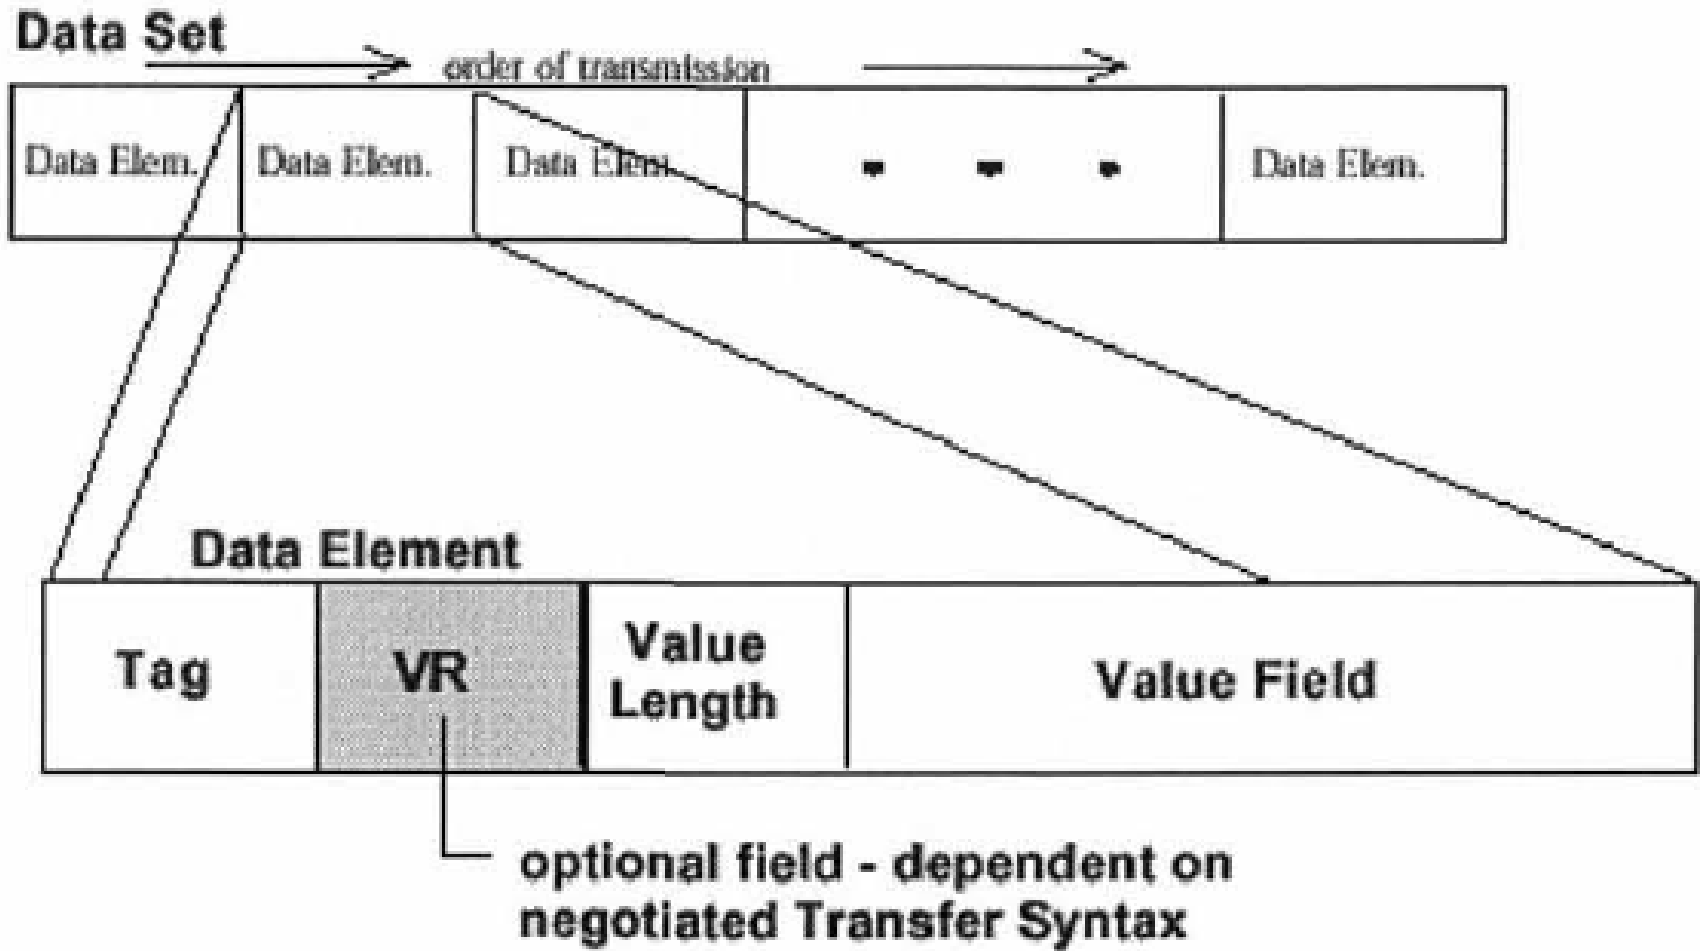 Data Set
order of transmission
Data Elem. Data Elem. Data Elem. Data Elem.
Data Element
Tag VR Value Length Value Field
optional field - dependent on
negotiated Transfer Syntax